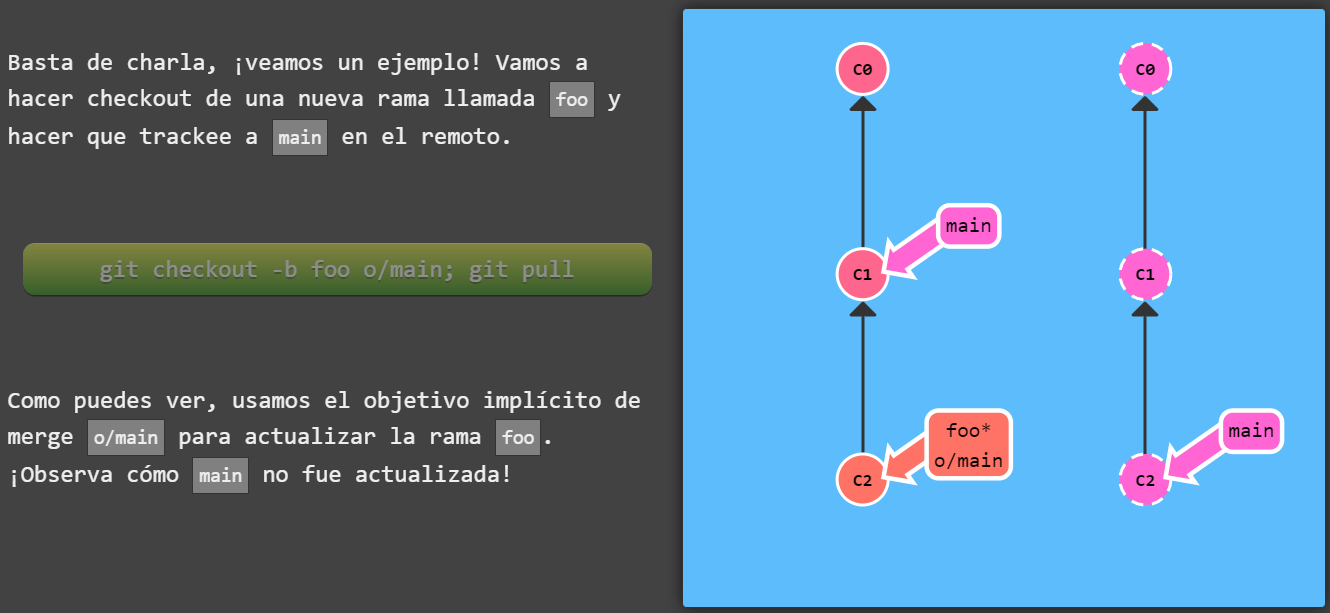 Basta de charla, ¡veamos un ejemplo! Vamos a
hacer checkout de una nueva rama llamada foo y
hacer que trackee a main en el remoto.
git checkout -b foo o/main; git pull
Como puedes ver, usamos el objetivo implícito de
merge o/main para actualizar la rama foo.
¡Observa cómo main no fue actualizada!
C0
main
C1
foo*
o/main
C2
C0
C1
main
C2